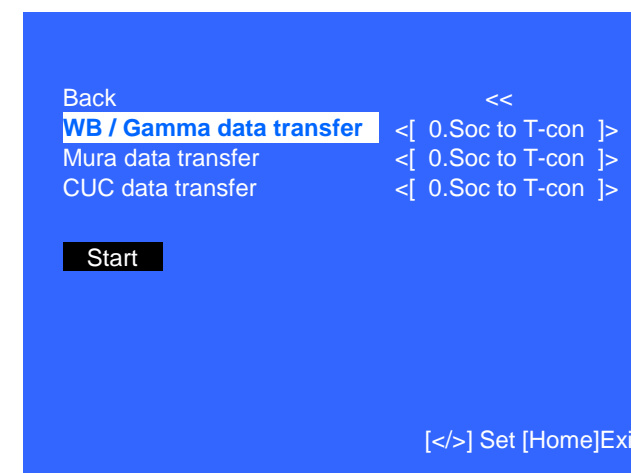 Back <<
WB / Gamma data transfer <[ 0.Soc to T-con ]>
Mura data transfer <[ 0.Soc to T-con ]>
CUC data transfer <[ 0.Soc to T-con ]>
Start
[</>] Set [Home]Exi